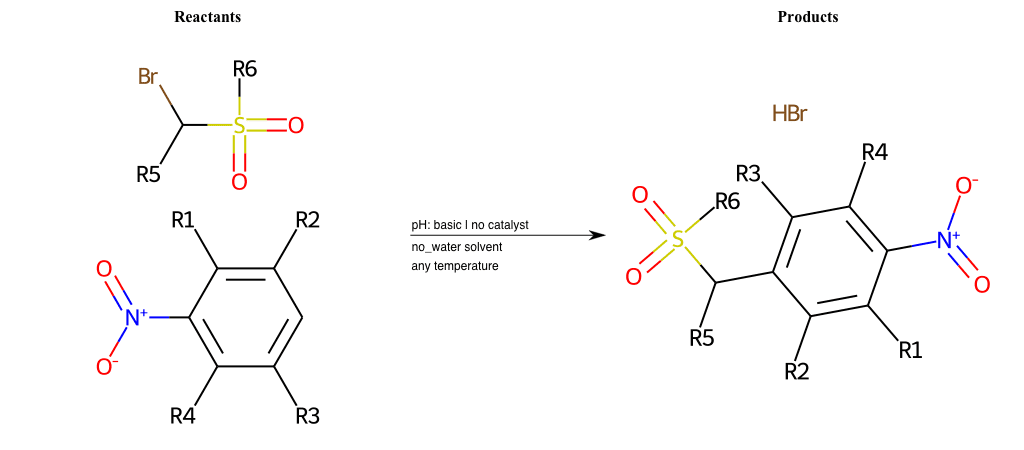 Reactants
Products
Br
R6
S
O
R5
O
R1
R2
O
N+
O-
R4
R3
pH: basic | no catalyst
no_water solvent
any temperature
HBr
R3
R4
O
R6
O-
S
N+
O
O
R5
R1
R2